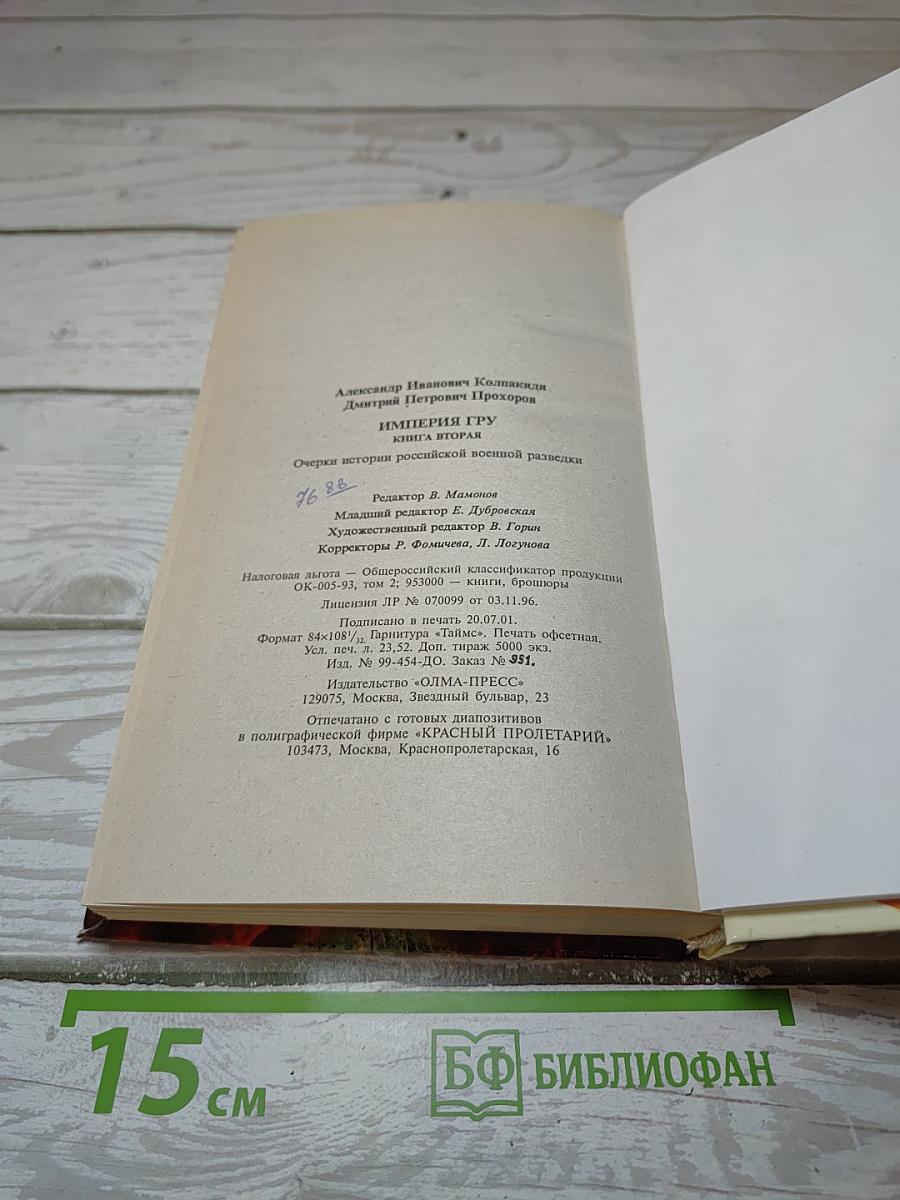 Александр Иванович Колпакиди
Дмитрий Петрович Прохоров
ИМПЕРИЯ ГРУ
КНИГА ВТОРАЯ
Очерки истории российской военной разведки
76 88
Редактор В. Мамонов
Младший редактор Е. Дубровская
Художественный редактор В. Горин
Корректоры Р. Фомичева, Л. Логунова
Налоговая льгота — Общероссийский классификатор продукции
ОК-005-93, том 2; 953000 — книги, брошюры
Лицензия ЛР № 070099 от 03.11.96.
Подписано в печать 20.07.01.
Формат 84×108¹/₃₂. Гарнитура «Таймс». Печать офсетная.
Усл. печ. л. 23,52. Доп. тираж 5000 экз.
Изд. № 99-454-ДО. Заказ № 951.
Издательство «ОЛМА-ПРЕСС»
129075, Москва, Звездный бульвар, 23
Отпечатано с готовых диапозитивов
в полиграфической фирме «КРАСНЫЙ ПРОЛЕТАРИЙ»
103473, Москва, Краснопролетарская, 16
15 см
БФ БИБЛИОФАН